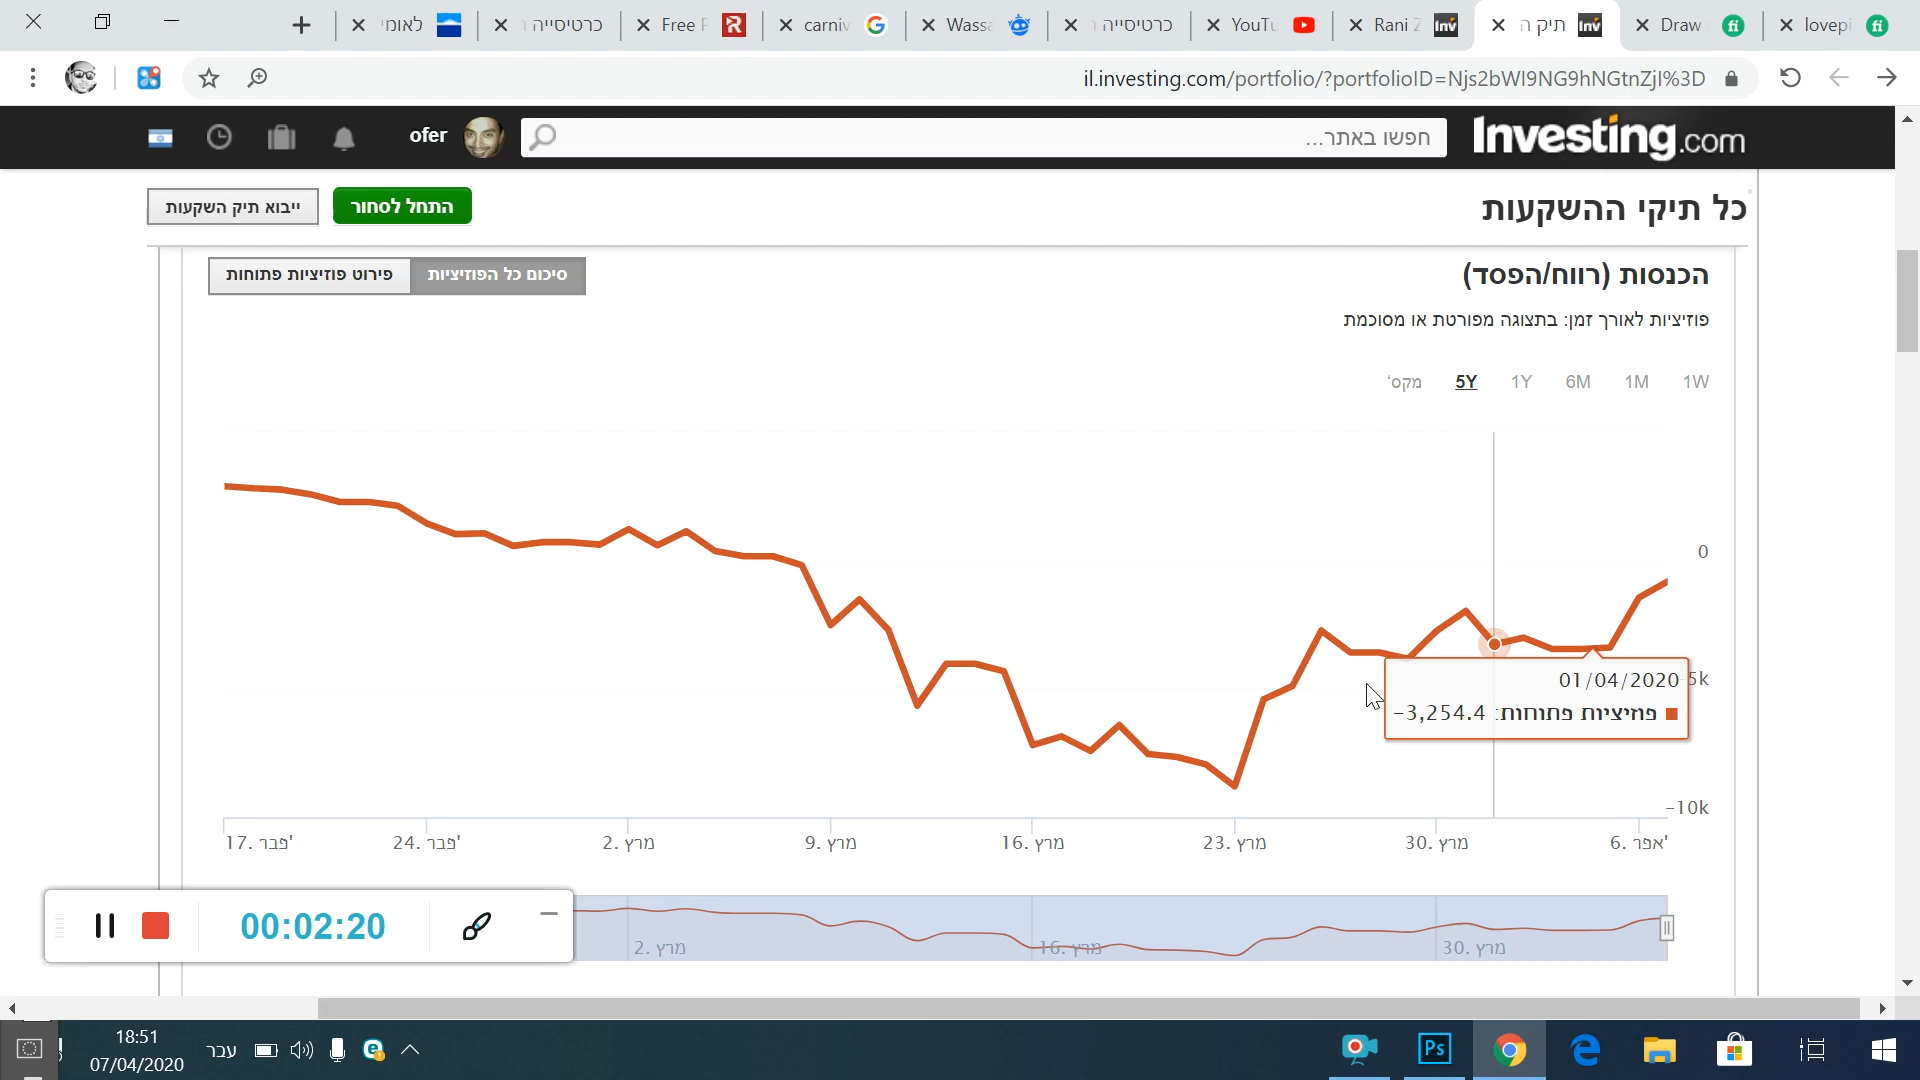 לאומי
כרטיסייה
Free F
carniv
Wassa
כרטיסייה
YouTu
Rani Z
תיק ה
Draw
lovepi
il.investing.com/portfolio/?portfolioID=Njs2bWI9NG9hNGtnZjI%3D
ofer
חפשו באתר...
Investing.com
כל תיקי ההשקעות
התחל לסחור
ייבוא תיק השקעות
הכנסות (רווח/הפסד)
סיכום כל הפוזיציות
פירוט פוזיציות פתוחות
פוזיציות לאורך זמן: בתצוגה מפורטת או מסוכמת
מקס'
5Y
1Y
6M
1M
1W
0
5k
-10k
01/04/2020
פוזיציות פתוחות: -3,254.4
17. פבר'
24. פבר'
2. מרץ
9. מרץ
16. מרץ
23. מרץ
30. מרץ
6. אפר'
00:02:20
2. מרץ
16. מרץ
30. מרץ
18:51
07/04/2020
עבר
Ps